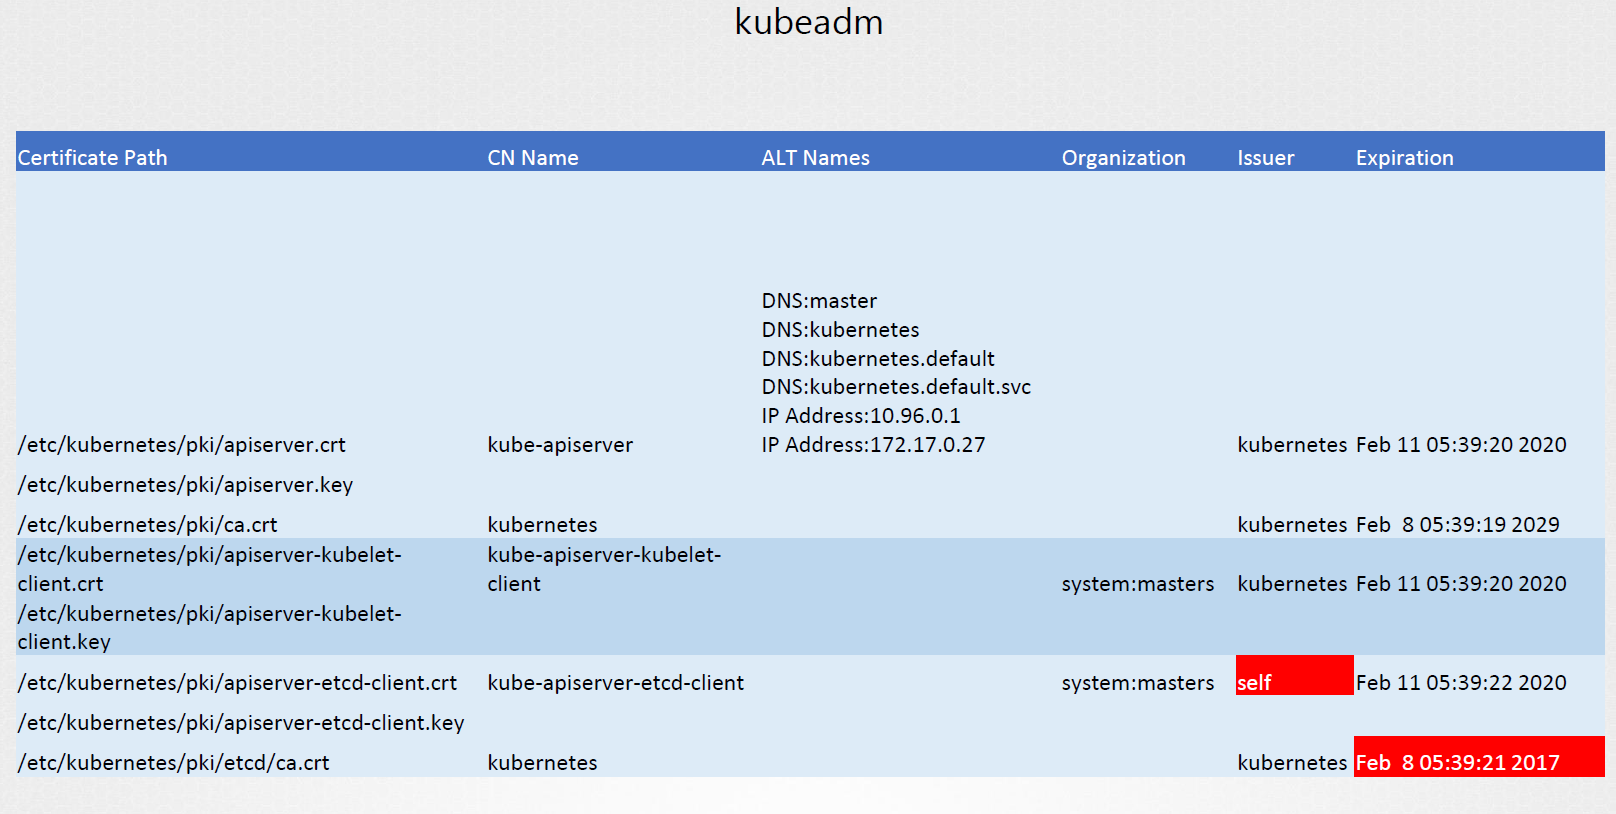 kubeadm
Certificate Path CN Name ALT Names Organization Issuer Expiration
DNS:master
DNS:kubernetes
DNS:kubernetes.default
DNS:kubernetes.default.svc
IP Address:10.96.0.1
/etc/kubernetes/pki/apiserver.crt kube-apiserver IP Address:172.17.0.27 kubernetes Feb 11 05:39:20 2020
/etc/kubernetes/pki/apiserver.key
/etc/kubernetes/pki/ca.crt kubernetes kubernetes Feb 8 05:39:19 2029
/etc/kubernetes/pki/apiserver-kubelet- kube-apiserver-kubelet-
client.crt client system:masters kubernetes Feb 11 05:39:20 2020
/etc/kubernetes/pki/apiserver-kubelet-
client.key
/etc/kubernetes/pki/apiserver-etcd-client.crt kube-apiserver-etcd-client system:masters self Feb 11 05:39:22 2020
/etc/kubernetes/pki/apiserver-etcd-client.key
/etc/kubernetes/pki/etcd/ca.crt kubernetes kubernetes Feb 8 05:39:21 2017